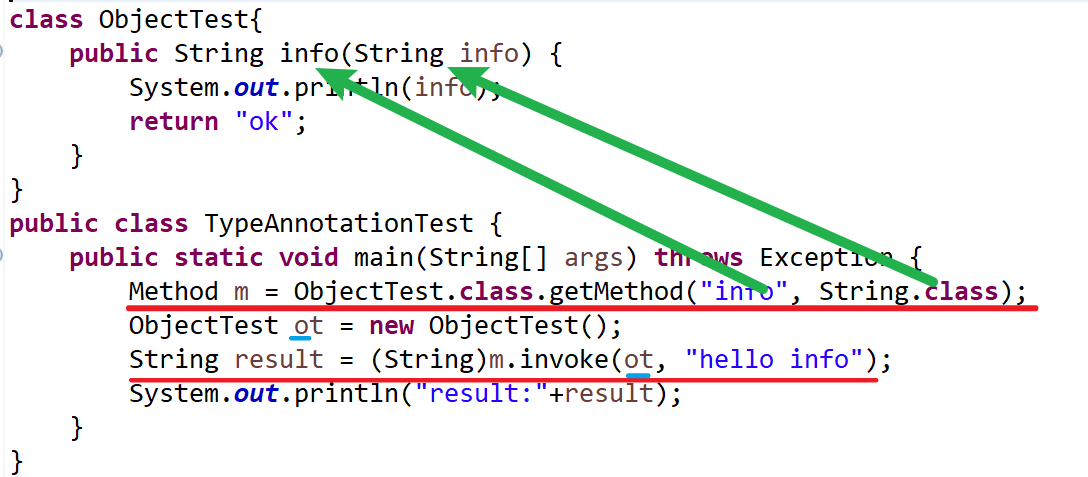 class ObjectTest{
    public String info(String info) {
        System.out.println(info);
        return "ok";
    }
}
public class TypeAnnotationTest {
    public static void main(String[] args) throws Exception {
        Method m = ObjectTest.class.getMethod("info", String.class);
        ObjectTest ot = new ObjectTest();
        String result = (String)m.invoke(ot, "hello info");
        System.out.println("result:"+result);
    }
}